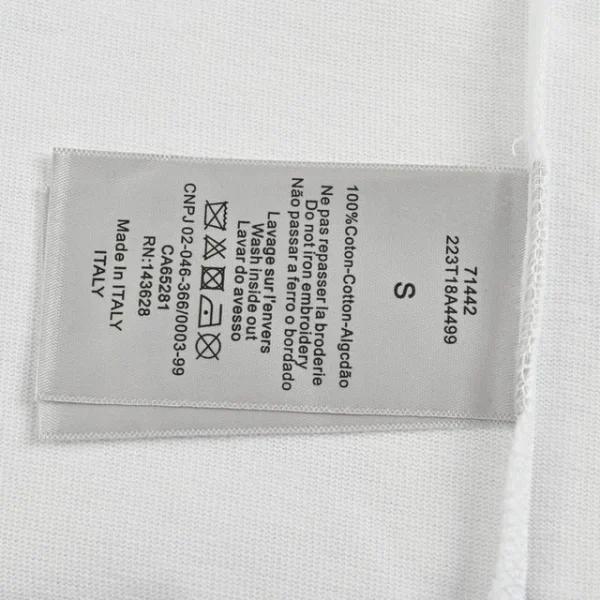 71442
223T18A4499
S
100%Coton-Cotton-Algcdão
Ne pas repasser la broderie
Do not iron embroidery
Não passar a ferro o bordado
Lavage sur l'envers
Wash inside out
Lavar do avesso
CNPJ 02-046-366/0003-99
CA65281
RN:143628
Made In ITALY
ITALY